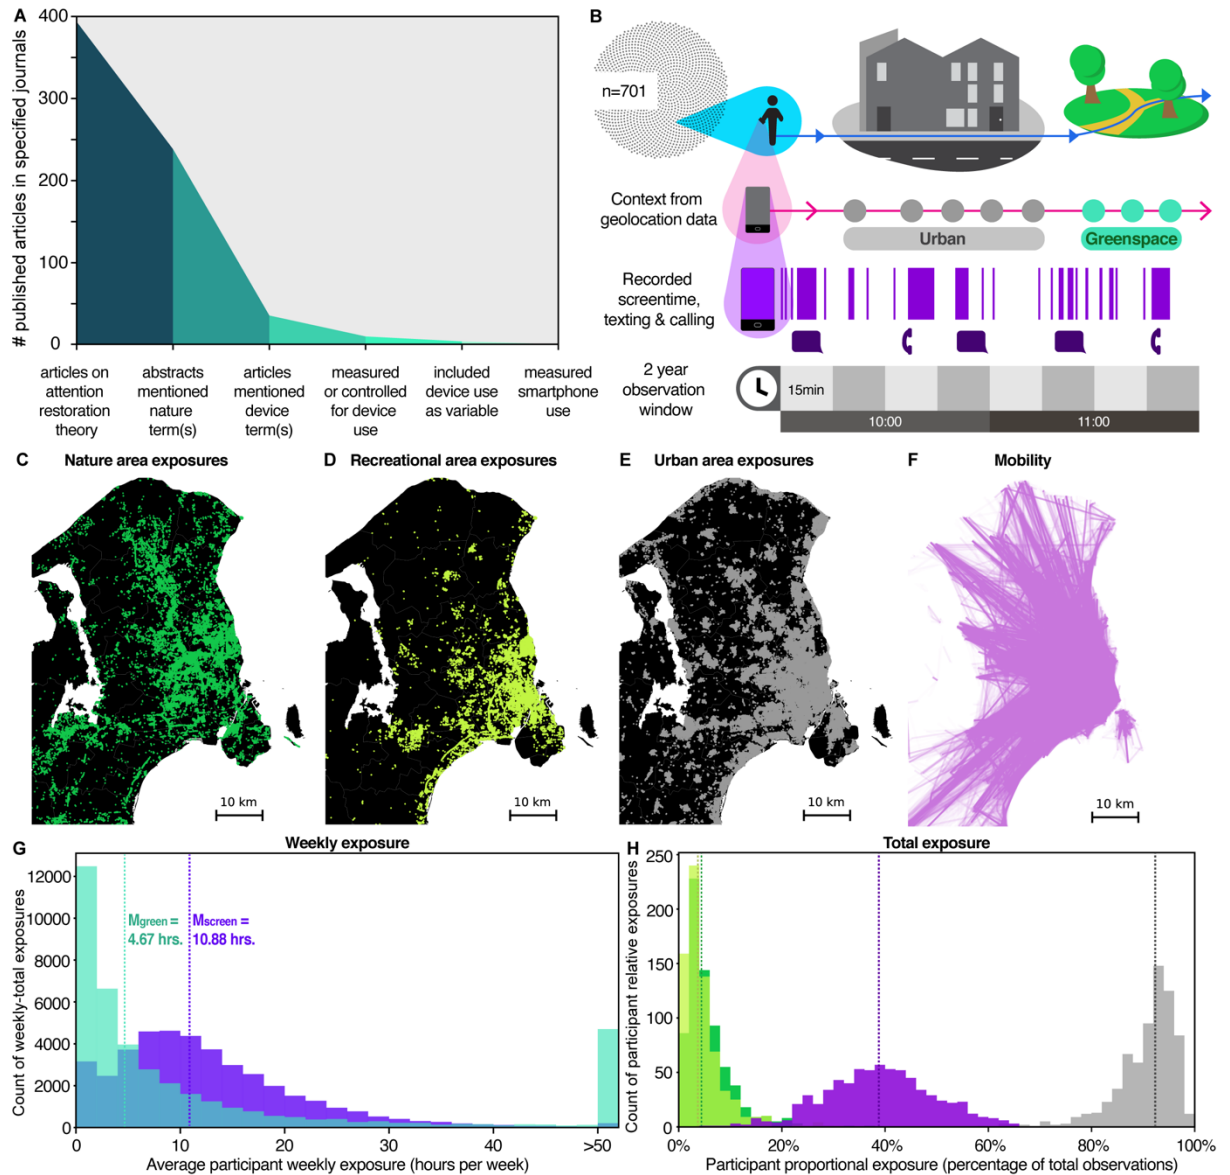 A
# published articles in specified journals
400
300
200
100
0
articles on
attention
restoration
theory
abstracts
mentioned
nature
term(s)
articles
mentioned
device
term(s)
measured
or controlled
for device
use
included
device use
as variable
measured
smartphone
use
B
n=701
Context from
geolocation data
Urban
Greenspace
Recorded
screentime,
texting & calling
2 year
observation
window
15min
10:00
11:00
C Nature area exposures
10 km
D Recreational area exposures
10 km
E Urban area exposures
10 km
F Mobility
10 km
G Weekly exposure
Count of weekly-total exposures
12000
10000
8000
6000
4000
2000
0
Mgreen =
4.67 hrs.
Mscreen =
10.88 hrs.
0 10 20 30 40 >50
Average participant weekly exposure (hours per week)
H Total exposure
Count of participant relative exposures
250
200
150
100
50
0
0% 20% 40% 60% 80% 100%
Participant proportional exposure (percentage of total observations)